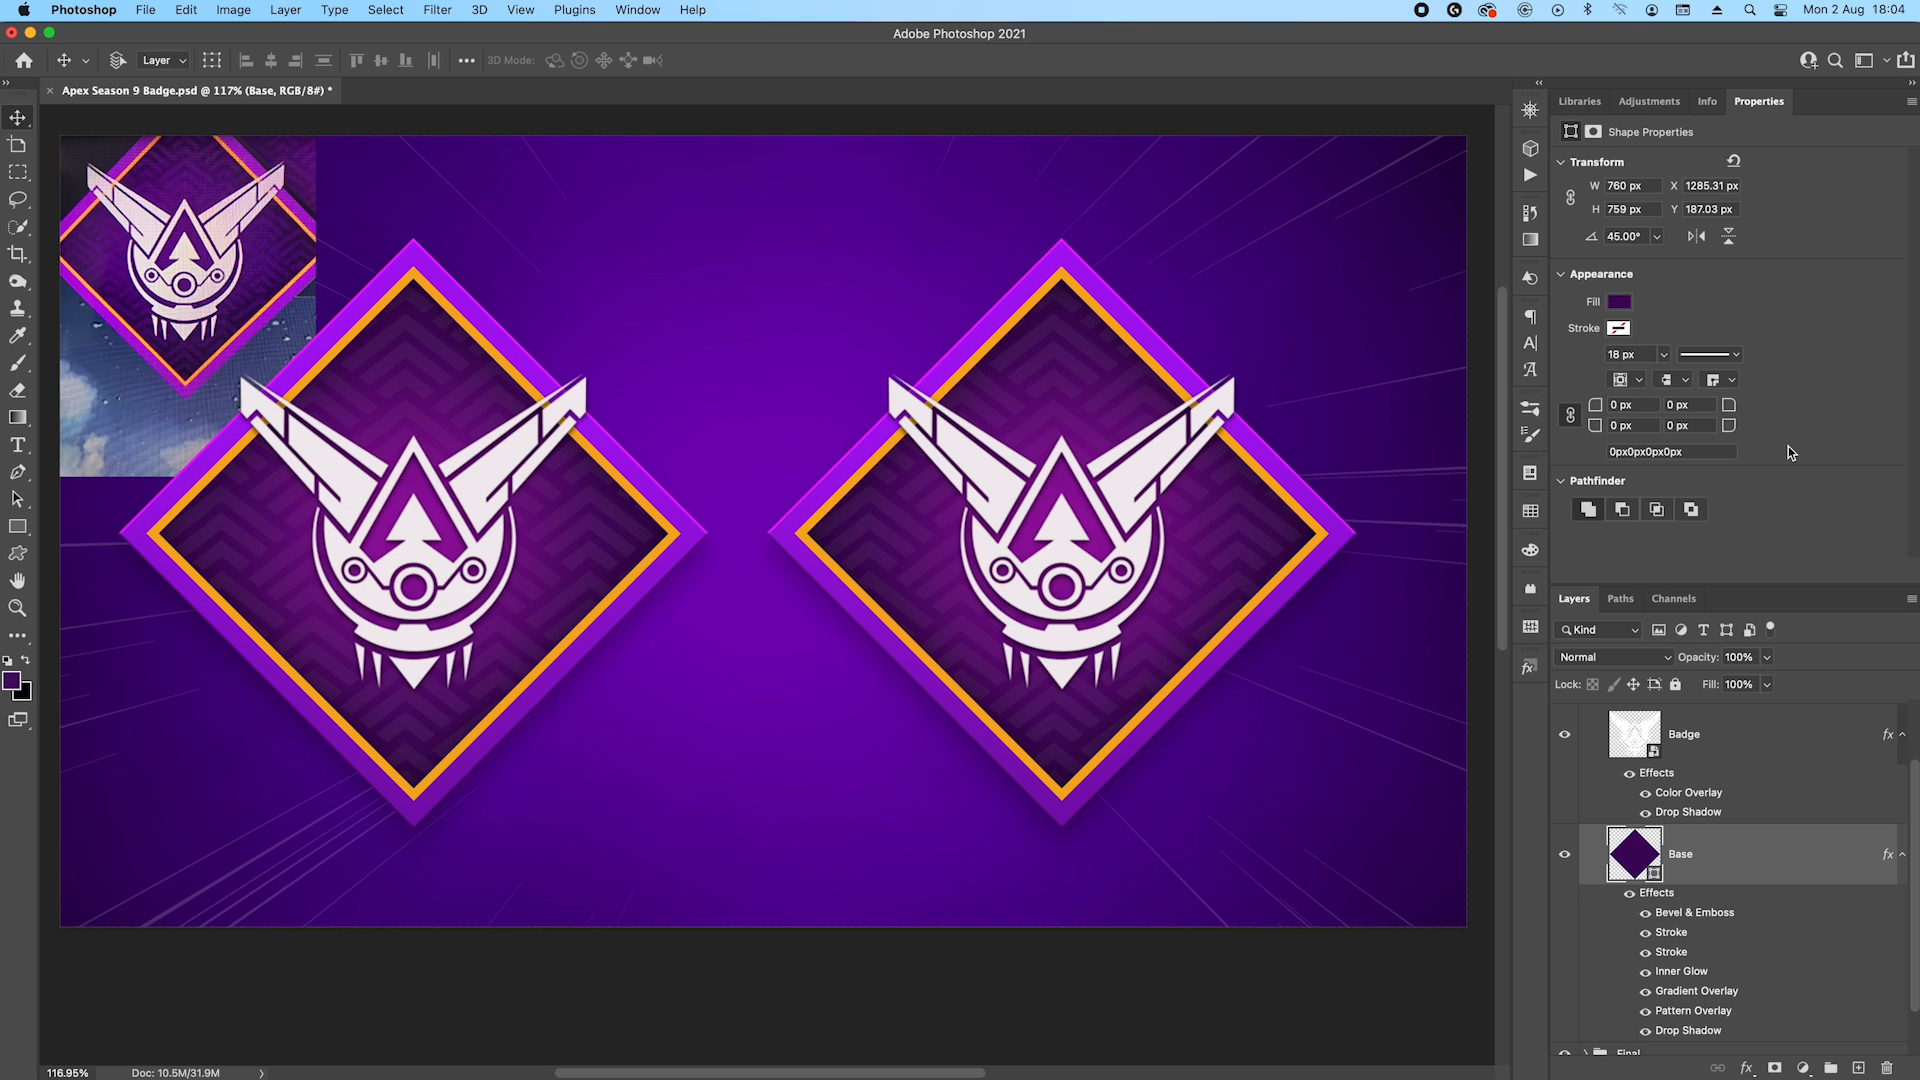 Photoshop File Edit Image Layer Type Select Filter 3D View Plugins Window Help Mon 2 Aug 18:04
Adobe Photoshop 2021
Layer 3D Mode:
Apex Season 9 Badge.psd @ 117% (Base, RGB/8#) *
Libraries Adjustments Info Properties
Shape Properties
Transform
W 760 px X 1285.31 px
H 759 px Y 187.03 px
45.00°
Appearance
Fill
Stroke
18 px
0 px 0 px
0 px 0 px
0px0px0px0px
Pathfinder
Layers Paths Channels
Kind
Normal Opacity: 100%
Lock: Fill: 100%
Badge fx
Effects
Color Overlay
Drop Shadow
Base fx
Effects
Bevel & Emboss
Stroke
Stroke
Inner Glow
Gradient Overlay
Pattern Overlay
Drop Shadow
Final
116.95% Doc: 10.5M/31.9M